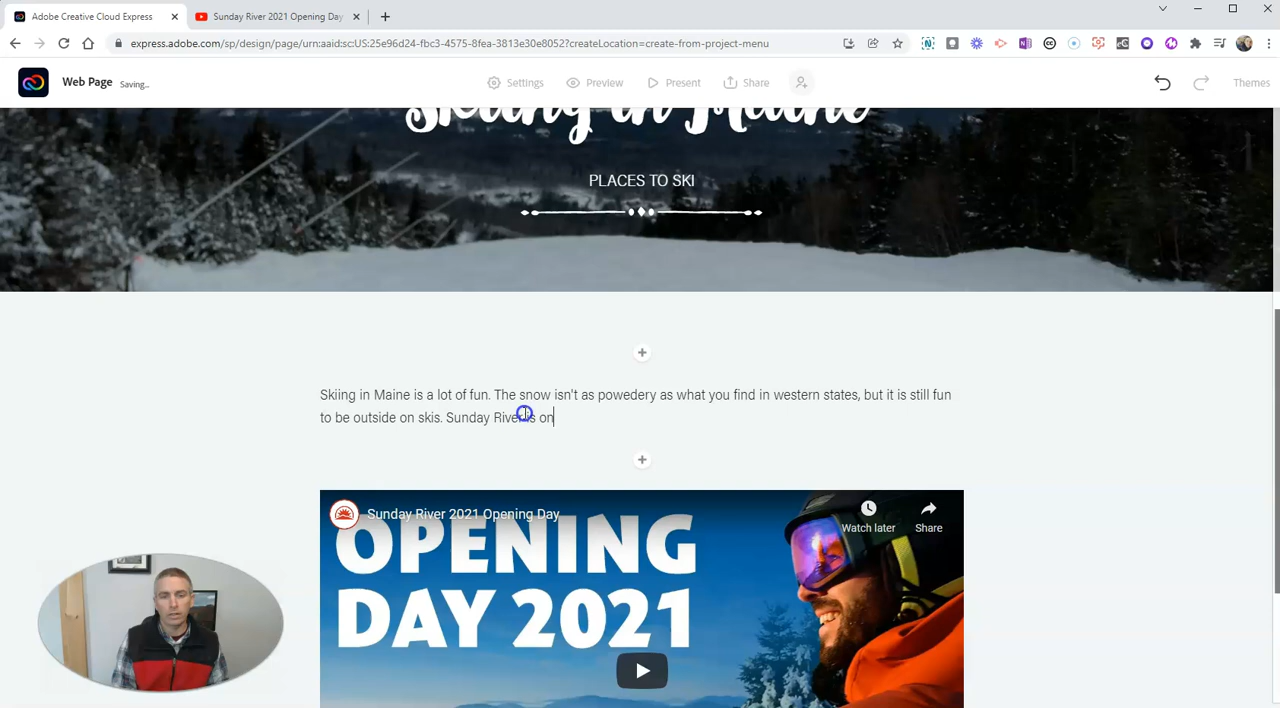 Adobe Creative Cloud Express
Sunday River 2021 Opening Day
express.adobe.com/sp/design/page/urn:aaid:sc:US:25e96d24-fbc3-4575-8fea-3813e30e8052?createLocation=create-from-project-menu
Web Page Saving... Settings Preview Present Share Themes
Skiing in Maine
PLACES TO SKI
Skiing in Maine is a lot of fun. The snow isn't as powedery as what you find in western states, but it is still fun
to be outside on skis. Sunday River is on
Sunday River 2021 Opening Day
Watch later Share
OPENING
DAY 2021